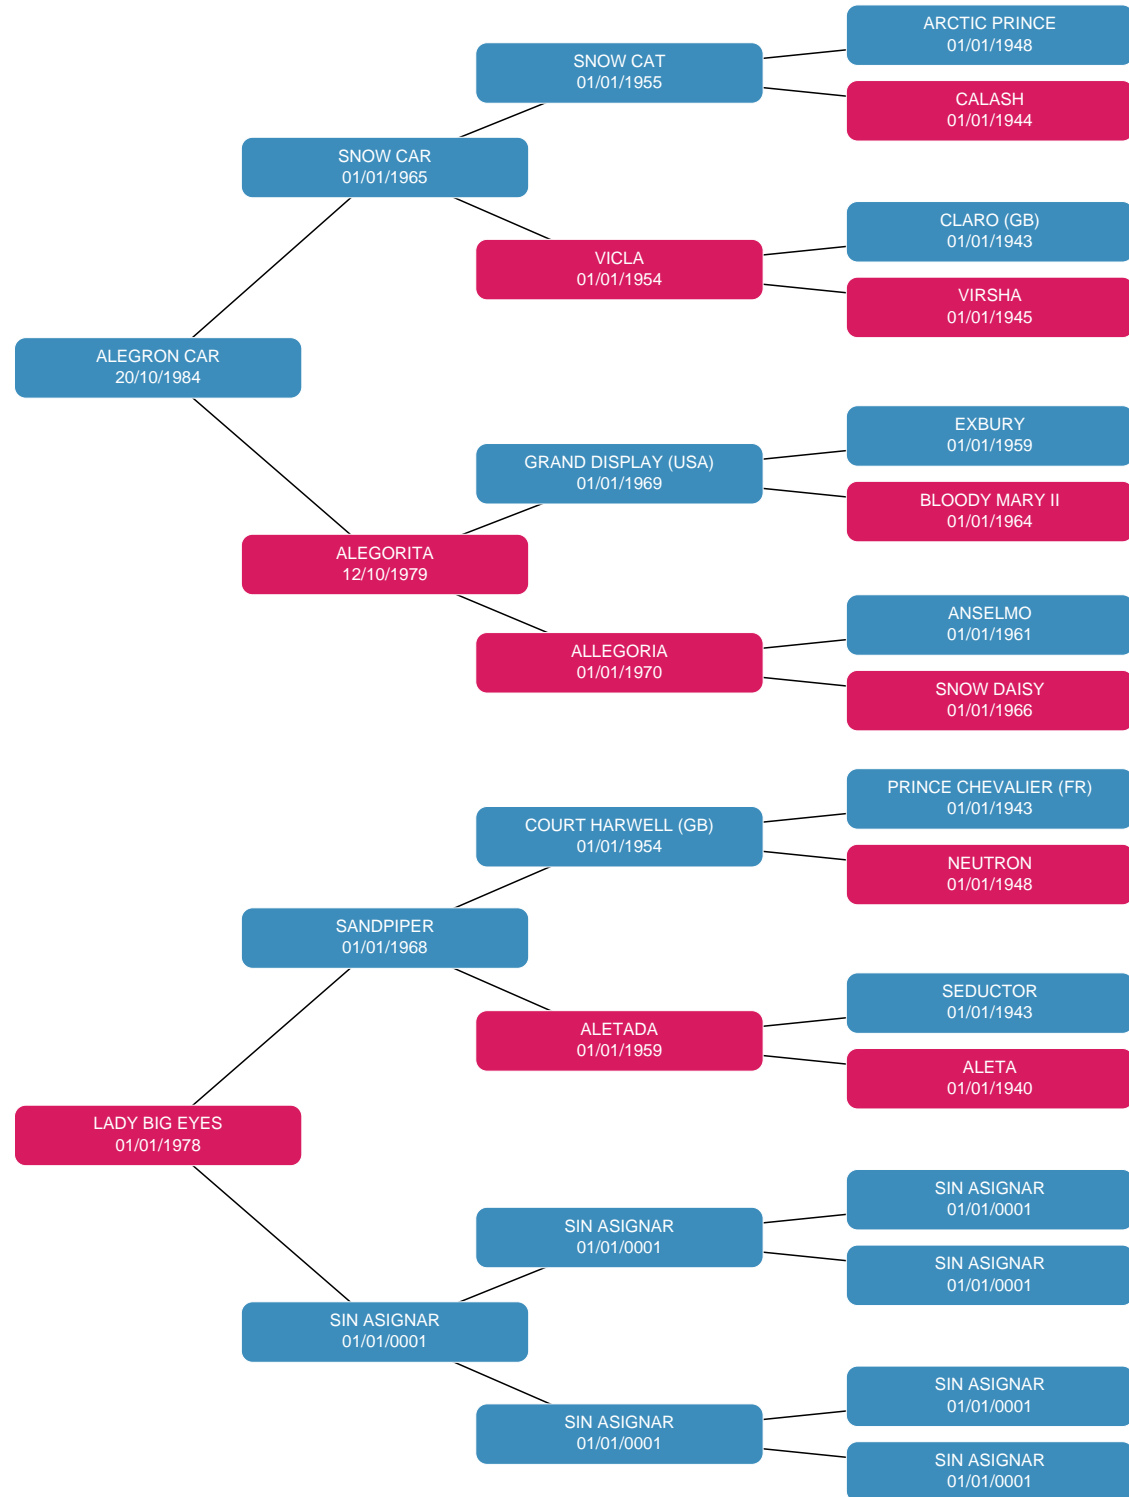 ARCTIC PRINCE
01/01/1948
SNOW CAT
01/01/1955
CALASH
01/01/1944
SNOW CAR
01/01/1965
CLARO (GB)
01/01/1943
VICLA
01/01/1954
VIRSHA
01/01/1945
ALEGRON CAR
20/10/1984
EXBURY
01/01/1959
GRAND DISPLAY (USA)
01/01/1969
BLOODY MARY II
01/01/1964
ALEGORITA
12/10/1979
ANSELMO
01/01/1961
ALLEGORIA
01/01/1970
SNOW DAISY
01/01/1966
PRINCE CHEVALIER (FR)
01/01/1943
COURT HARWELL (GB)
01/01/1954
NEUTRON
01/01/1948
SANDPIPER
01/01/1968
SEDUCTOR
01/01/1943
ALETADA
01/01/1959
ALETA
01/01/1940
LADY BIG EYES
01/01/1978
SIN ASIGNAR
01/01/0001
SIN ASIGNAR
01/01/0001
SIN ASIGNAR
01/01/0001
SIN ASIGNAR
01/01/0001
SIN ASIGNAR
01/01/0001
SIN ASIGNAR
01/01/0001
SIN ASIGNAR
01/01/0001